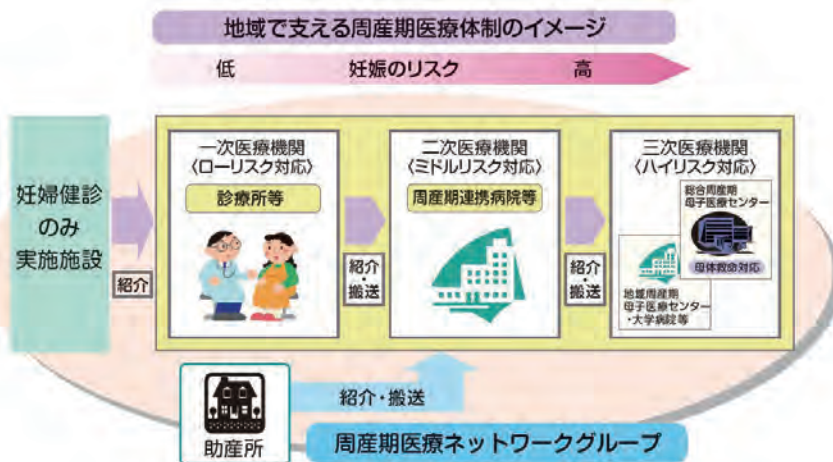 地域で支える周産期医療体制のイメージ
低 妊娠のリスク 高
妊婦健診
のみ
実施施設
紹介
一次医療機関
〈ローリスク対応〉
診療所等
紹介
・
搬送
二次医療機関
〈ミドルリスク対応〉
周産期連携病院等
紹介
・
搬送
三次医療機関
〈ハイリスク対応〉
総合周産期
母子医療センター
母体救命対応
地域周産期
母子医療センター
・大学病院等
助産所
紹介・搬送
周産期医療ネットワークグループ